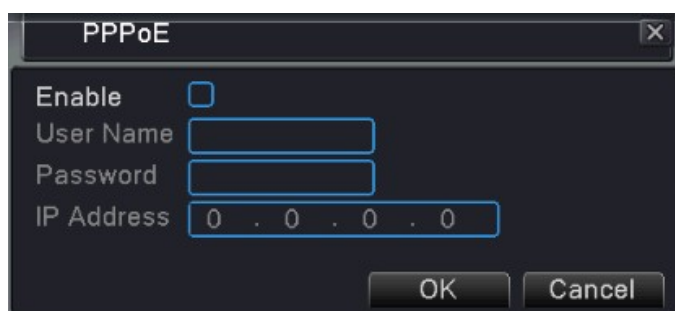 PPPoE
Enable
User Name
Password
IP Address 0 . 0 . 0 . 0
OK Cancel